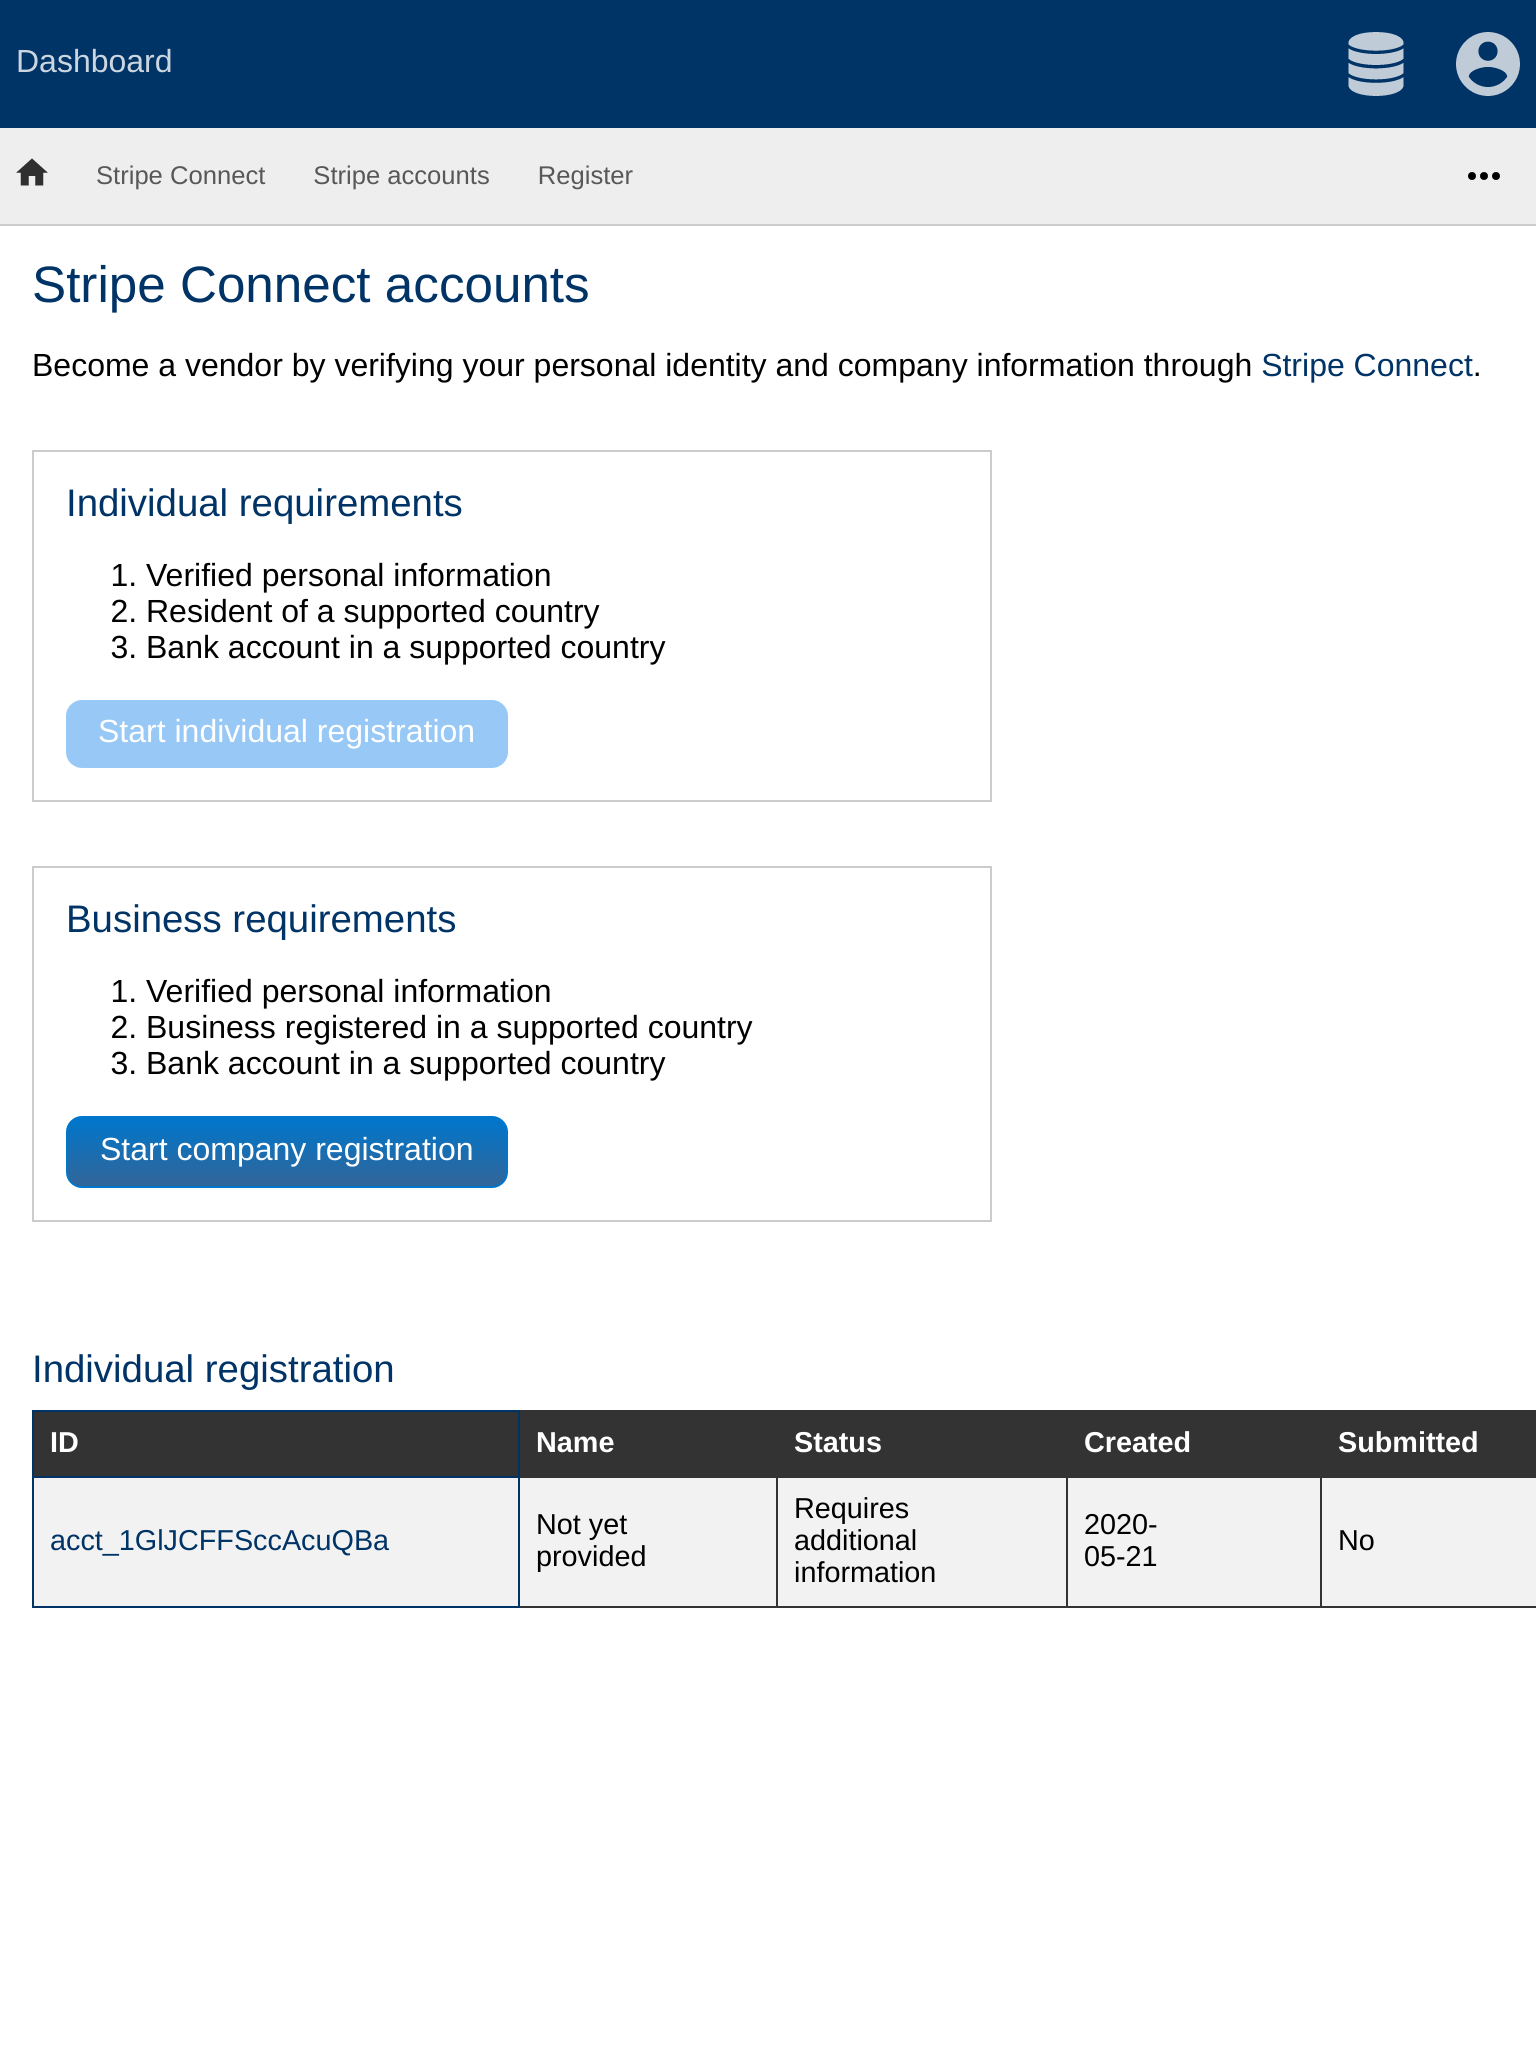 Dashboard
Stripe Connect Stripe accounts Register
Stripe Connect accounts
Become a vendor by verifying your personal identity and company information through Stripe Connect.
Individual requirements
1. Verified personal information
2. Resident of a supported country
3. Bank account in a supported country
Start individual registration
Business requirements
1. Verified personal information
2. Business registered in a supported country
3. Bank account in a supported country
Start company registration
Individual registration
ID Name Status Created Submitted
acct_1GlJCFFSccAcuQBa
Not yet
provided
Requires
additional
information
2020-
05-21
No